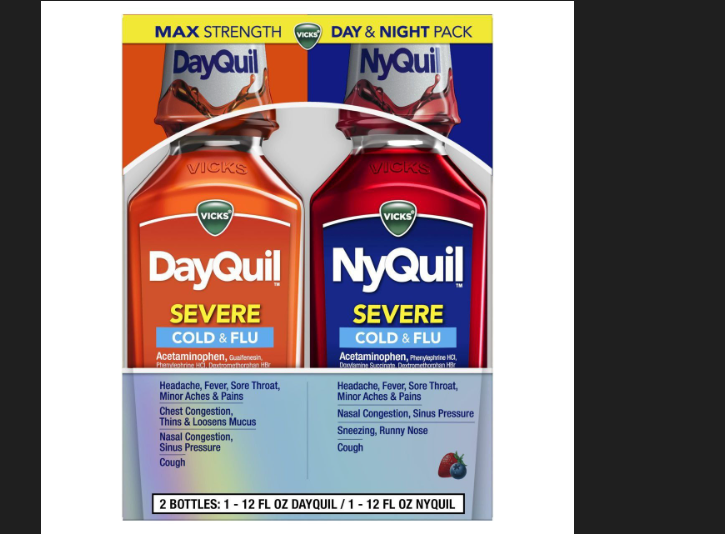 MAX STRENGTH VICKS DAY & NIGHT PACK
DayQuil
NyQuil
VICKS
VICKS
VICKS
VICKS
DayQuil™
NyQuil™
SEVERE
SEVERE
COLD & FLU
COLD & FLU
Acetaminophen, Guaifenesin,
Phenylephrine HCl, Dextromethorphan HBr
Acetaminophen, Phenylephrine HCl,
Doxylamine Succinate, Dextromethorphan HBr
Headache, Fever, Sore Throat,
Minor Aches & Pains
Chest Congestion,
Thins & Loosens Mucus
Nasal Congestion,
Sinus Pressure
Cough
Headache, Fever, Sore Throat,
Minor Aches & Pains
Nasal Congestion, Sinus Pressure
Sneezing, Runny Nose
Cough
2 BOTTLES: 1 - 12 FL OZ DAYQUIL / 1 - 12 FL OZ NYQUIL